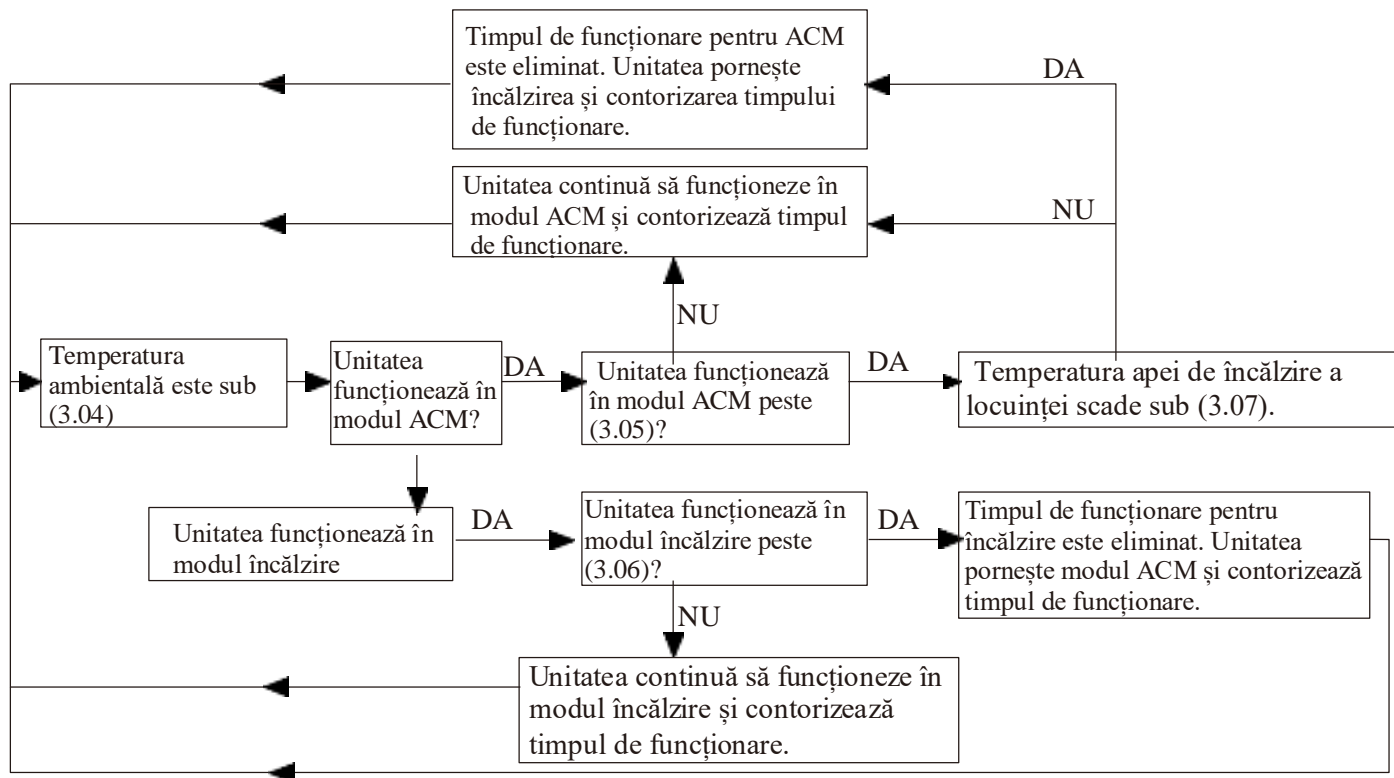 Timpul de funcționare pentru ACM
este eliminat. Unitatea pornește
încălzirea și contorizarea timpului
de funcționare.
DA
Unitatea continuă să funcționeze în
modul ACM și contorizează timpul
de funcționare.
NU
NU
Temperatura
ambientală este sub
(3.04)
Unitatea
funcționează în
modul ACM?
DA
Unitatea funcționează
în modul ACM peste
(3.05)?
DA
Temperatura apei de încălzire a
locuinței scade sub (3.07).
Unitatea funcționează în
modul încălzire
DA
Unitatea funcționează în
modul încălzire peste
(3.06)?
DA
Timpul de funcționare pentru
încălzire este eliminat. Unitatea
pornește modul ACM și contorizează
timpul de funcționare.
NU
Unitatea continuă să funcționeze în
modul încălzire și contorizează
timpul de funcționare.